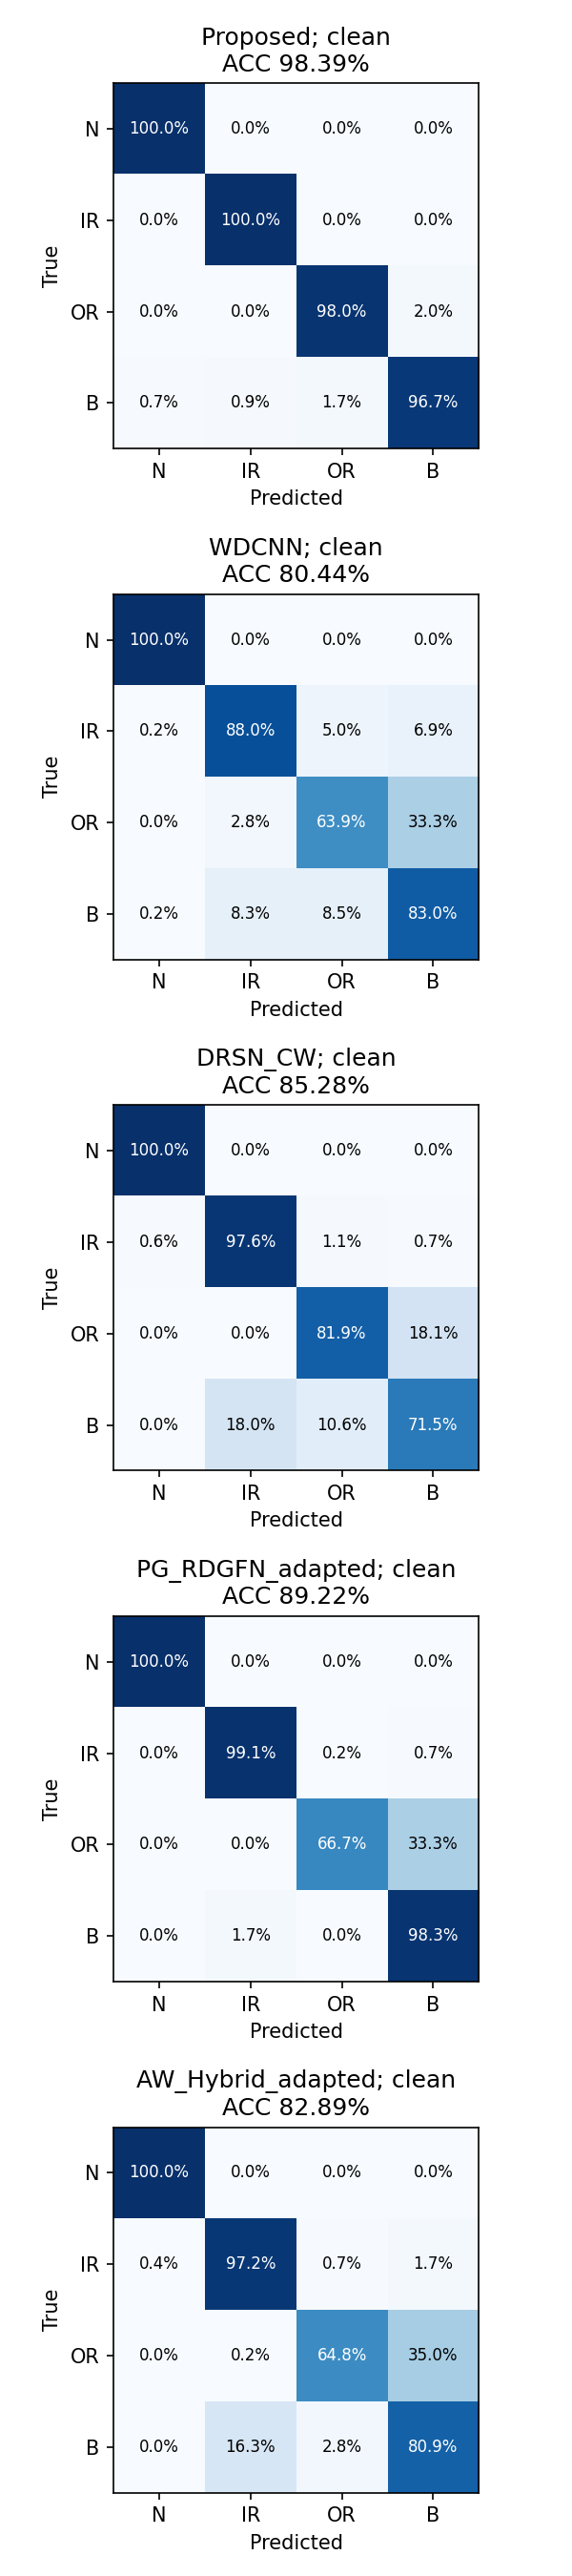 Proposed; clean
ACC 98.39%
N 100.0% 0.0% 0.0% 0.0%
IR 0.0% 100.0% 0.0% 0.0%
True
OR 0.0% 0.0% 98.0% 2.0%
B 0.7% 0.9% 1.7% 96.7%
N IR OR B
Predicted
WDCNN; clean
ACC 80.44%
N 100.0% 0.0% 0.0% 0.0%
IR 0.2% 88.0% 5.0% 6.9%
True
OR 0.0% 2.8% 63.9% 33.3%
B 0.2% 8.3% 8.5% 83.0%
N IR OR B
Predicted
DRSN_CW; clean
ACC 85.28%
N 100.0% 0.0% 0.0% 0.0%
IR 0.6% 97.6% 1.1% 0.7%
True
OR 0.0% 0.0% 81.9% 18.1%
B 0.0% 18.0% 10.6% 71.5%
N IR OR B
Predicted
PG_RDGFN_adapted; clean
ACC 89.22%
N 100.0% 0.0% 0.0% 0.0%
IR 0.0% 99.1% 0.2% 0.7%
True
OR 0.0% 0.0% 66.7% 33.3%
B 0.0% 1.7% 0.0% 98.3%
N IR OR B
Predicted
AW_Hybrid_adapted; clean
ACC 82.89%
N 100.0% 0.0% 0.0% 0.0%
IR 0.4% 97.2% 0.7% 1.7%
True
OR 0.0% 0.2% 64.8% 35.0%
B 0.0% 16.3% 2.8% 80.9%
N IR OR B
Predicted